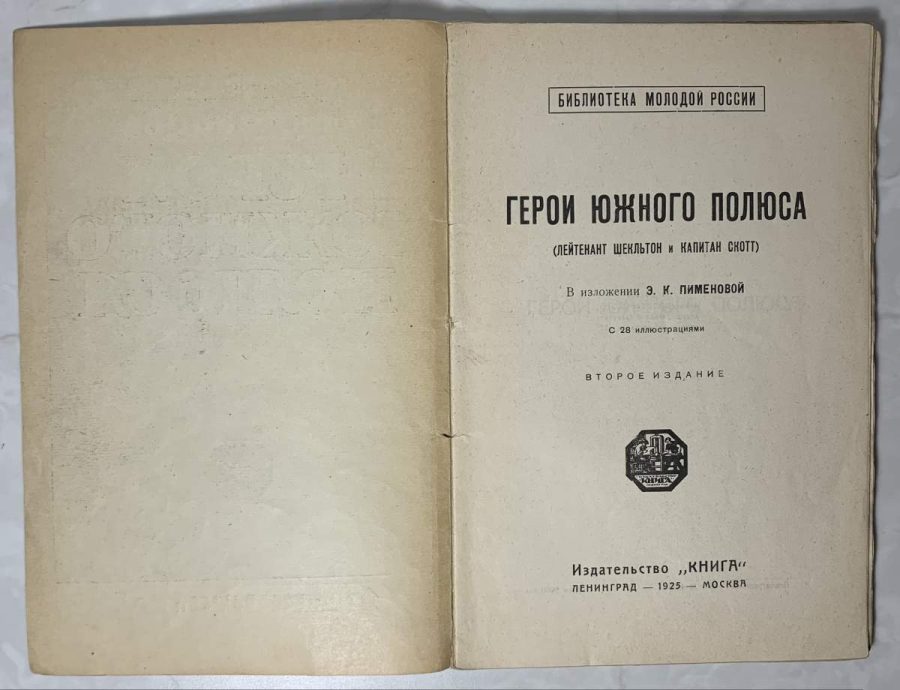 БИБЛИОТЕКА МОЛОДОЙ РОССИИ
ГЕРОИ ЮЖНОГО ПОЛЮСА
(ЛЕЙТЕНАНТ ШЕКЛЬТОН и КАПИТАН СКОТТ)
В изложении Э. К. ПИМЕНОВОЙ
С 28 иллюстрациями
ВТОРОЕ ИЗДАНИЕ
КНИГА
Издательство „КНИГА“
ЛЕНИНГРАД — 1925 — МОСКВА